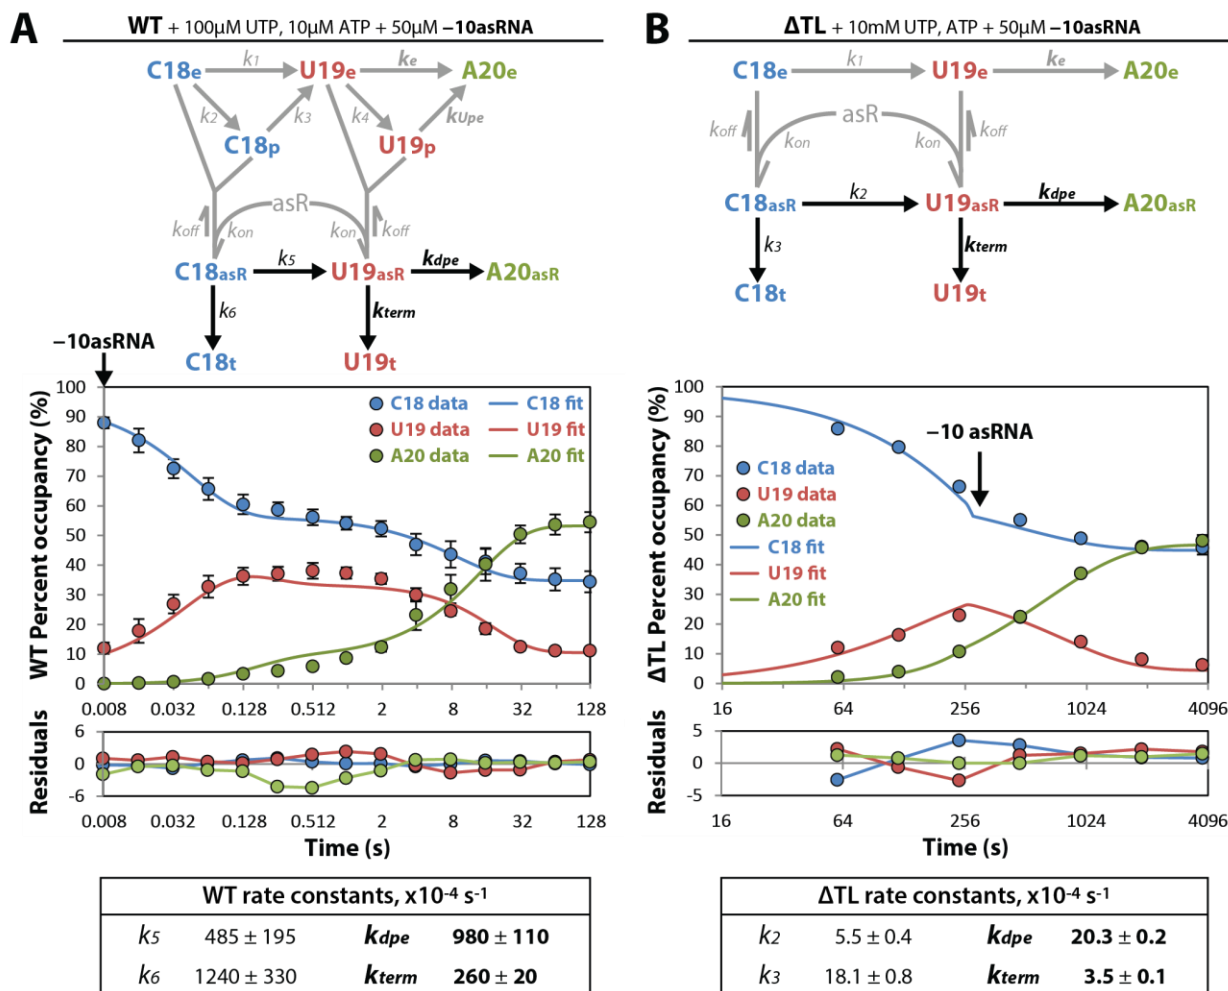 A
WT + 100μM UTP, 10μM ATP + 50μM –10asRNA
C18e k1 U19e ke A20e
k2 k3 k4 kUpe
C18p U19p
asR
koff kon kon koff
C18asR k5 U19asR kdpe A20asR
k6 kterm
C18t U19t
–10asRNA
WT Percent occupancy (%)
100
90
80
70
60
50
40
30
20
10
0
C18 data C18 fit
U19 data U19 fit
A20 data A20 fit
0.008 0.032 0.128 0.512 2 8 32 128
Residuals
6
0
-6
0.008 0.032 0.128 0.512 2 8 32 128
Time (s)
WT rate constants, x10-4 s-1
k5 485 ± 195 kdpe 980 ± 110
k6 1240 ± 330 kterm 260 ± 20
B
ΔTL + 10mM UTP, ATP + 50μM –10asRNA
C18e k1 U19e ke A20e
koff asR koff
kon kon
C18asR k2 U19asR kdpe A20asR
k3 kterm
C18t U19t
ΔTL Percent occupancy (%)
100
90
80
70
60
50
40
30
20
10
0
–10 asRNA
C18 data
U19 data
A20 data
C18 fit
U19 fit
A20 fit
16 64 256 1024 4096
Residuals
5
0
-5
16 64 256 1024 4096
Time (s)
ΔTL rate constants, x10-4 s-1
k2 5.5 ± 0.4 kdpe 20.3 ± 0.2
k3 18.1 ± 0.8 kterm 3.5 ± 0.1